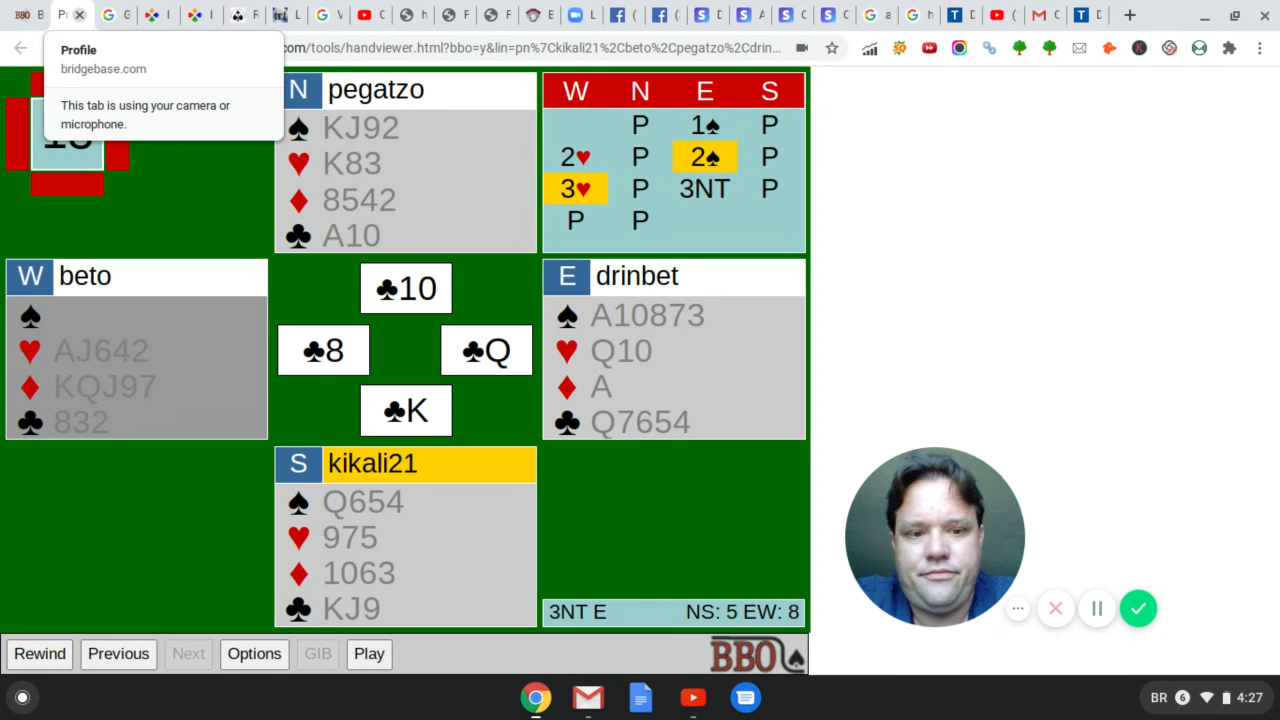 Profile
bridgebase.com
This tab is using your camera or
microphone.
com/tools/handviewer.html?bbo=y&lin=pn%7Ckikali21%2Cbeto%2Cpegatzo%2Cdrin...
N pegatzo
♠ KJ92
♥ K83
♦ 8542
♣ A10
W N E S
P 1♠ P
2♥ P 2♠ P
3♥ P 3NT P
P P
W beto
♠
♥ AJ642
♦ KQJ97
♣ 832
♣10
♣8 ♣Q
♣K
E drinbet
♠ A10873
♥ Q10
♦ A
♣ Q7654
S kikali21
♠ Q654
♥ 975
♦ 1063
♣ KJ9
3NT E NS: 5 EW: 8
Rewind Previous Next Options GIB Play
BBO
BR 6 4:27